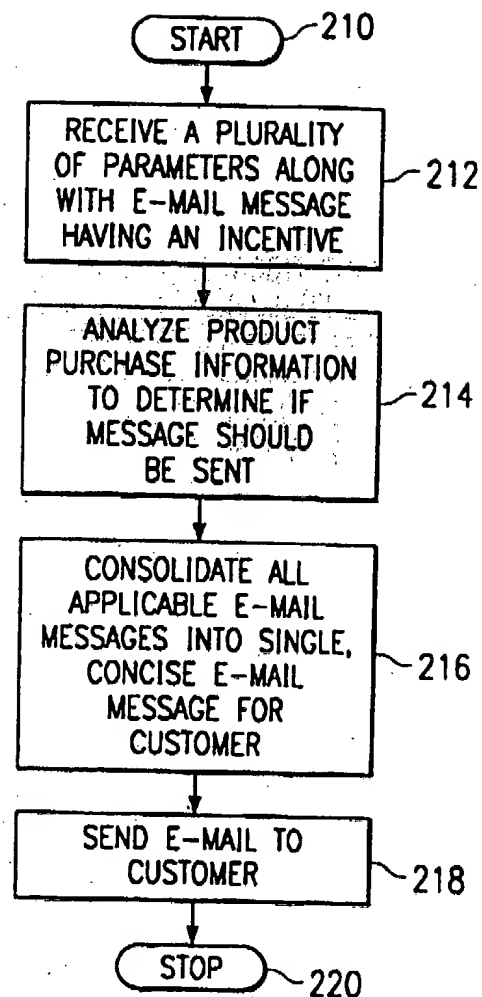 START
210
RECEIVE A PLURALITY
OF PARAMETERS ALONG
WITH E-MAIL MESSAGE
HAVING AN INCENTIVE
212
ANALYZE PRODUCT
PURCHASE INFORMATION
TO DETERMINE IF
MESSAGE SHOULD
BE SENT
214
CONSOLIDATE ALL
APPLICABLE E-MAIL
MESSAGES INTO SINGLE,
CONCISE E-MAIL
MESSAGE FOR
CUSTOMER
216
SEND E-MAIL TO
CUSTOMER
218
STOP
220